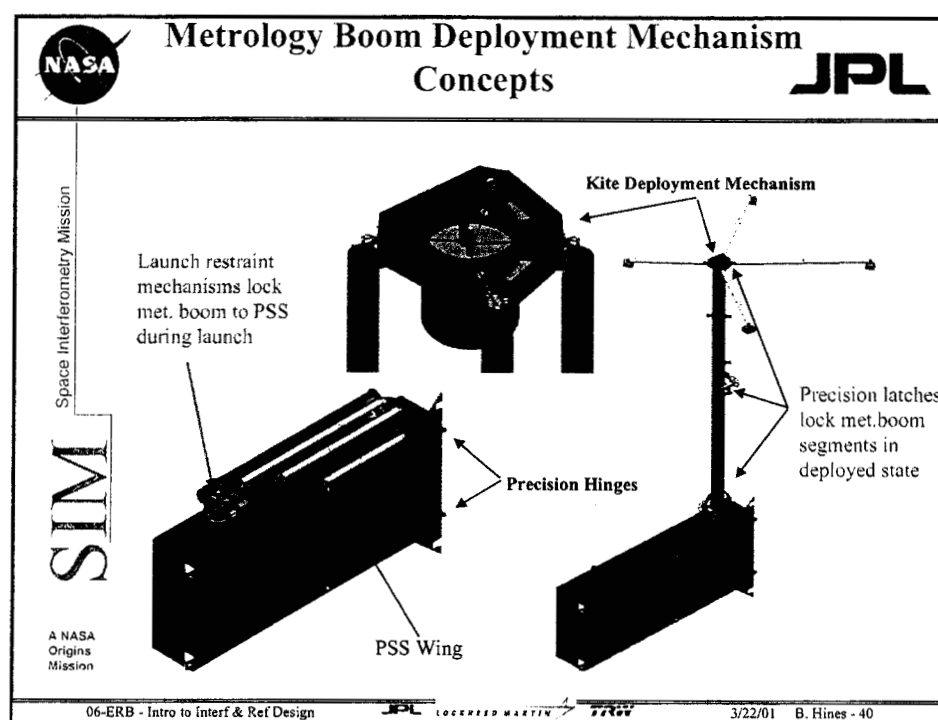 Metrology Boom Deployment Mechanism
Concepts
NASA
JPL
Space Interferometry Mission
SIM
A NASA
Origins
Mission
Kite Deployment Mechanism
Launch restraint
mechanisms lock
met. boom to PSS
during launch
Precision Hinges
Precision latches
lock met.boom
segments in
deployed state
PSS Wing
06-ERB - Intro to Interf & Ref Design
JPL
LOCKHEED MARTIN
TRW
3/22/01 B. Hines - 40